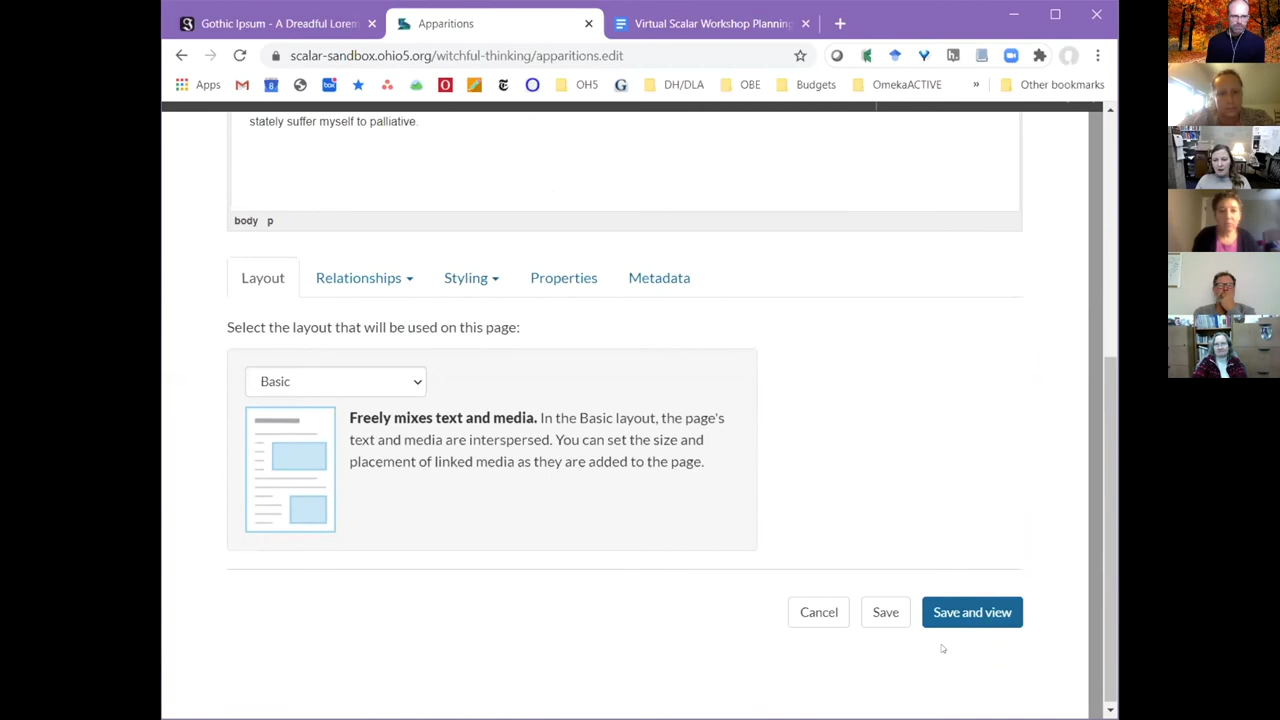 Gothic Ipsum - A Dreadful Lorem
Apparitions
Virtual Scalar Workshop Planning
scalar-sandbox.ohio5.org/witchful-thinking/apparitions.edit
Apps
OH5
DH/DLA
OBE
Budgets
OmekaACTIVE
»
Other bookmarks
stately suffer myself to palliative.
body p
Layout
Relationships
Styling
Properties
Metadata
Select the layout that will be used on this page:
Basic
Freely mixes text and media. In the Basic layout, the page's
text and media are interspersed. You can set the size and
placement of linked media as they are added to the page.
Cancel
Save
Save and view